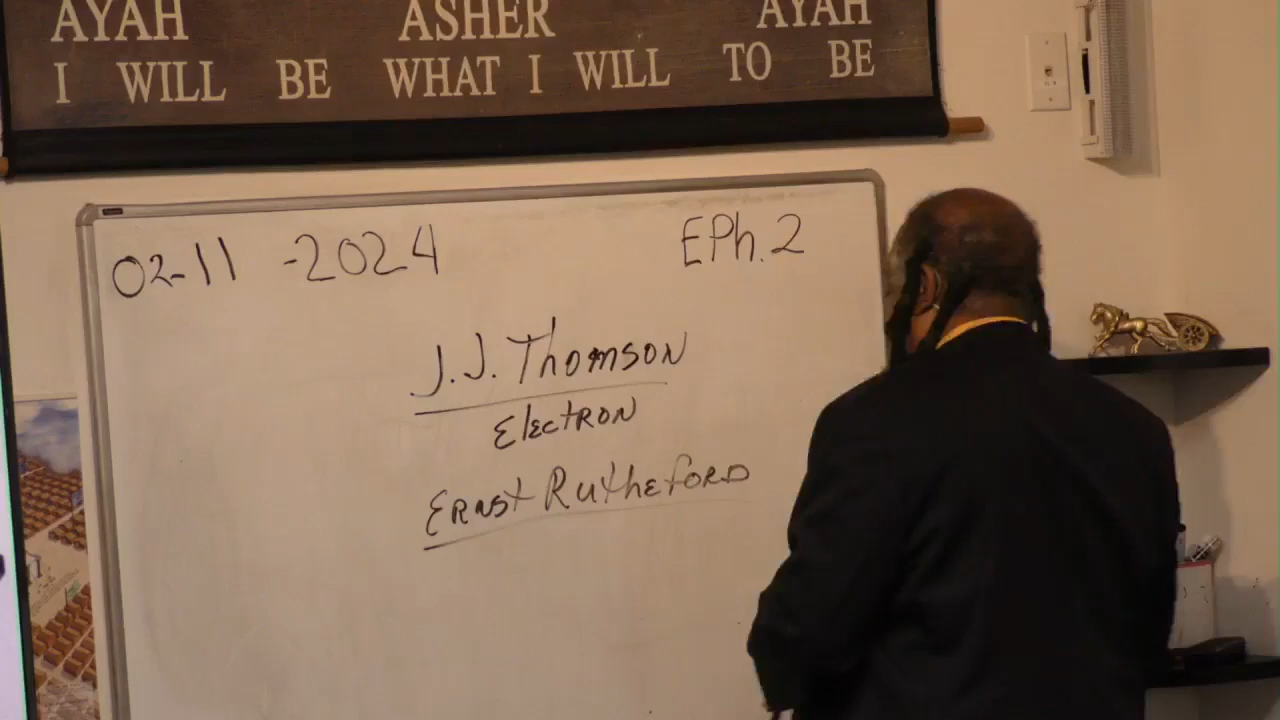 AYAH ASHER AYAH
I WILL BE WHAT I WILL TO BE
02-11 -2024 EPh.2
J.J. Thomson
Electron
Ernst Rutheford